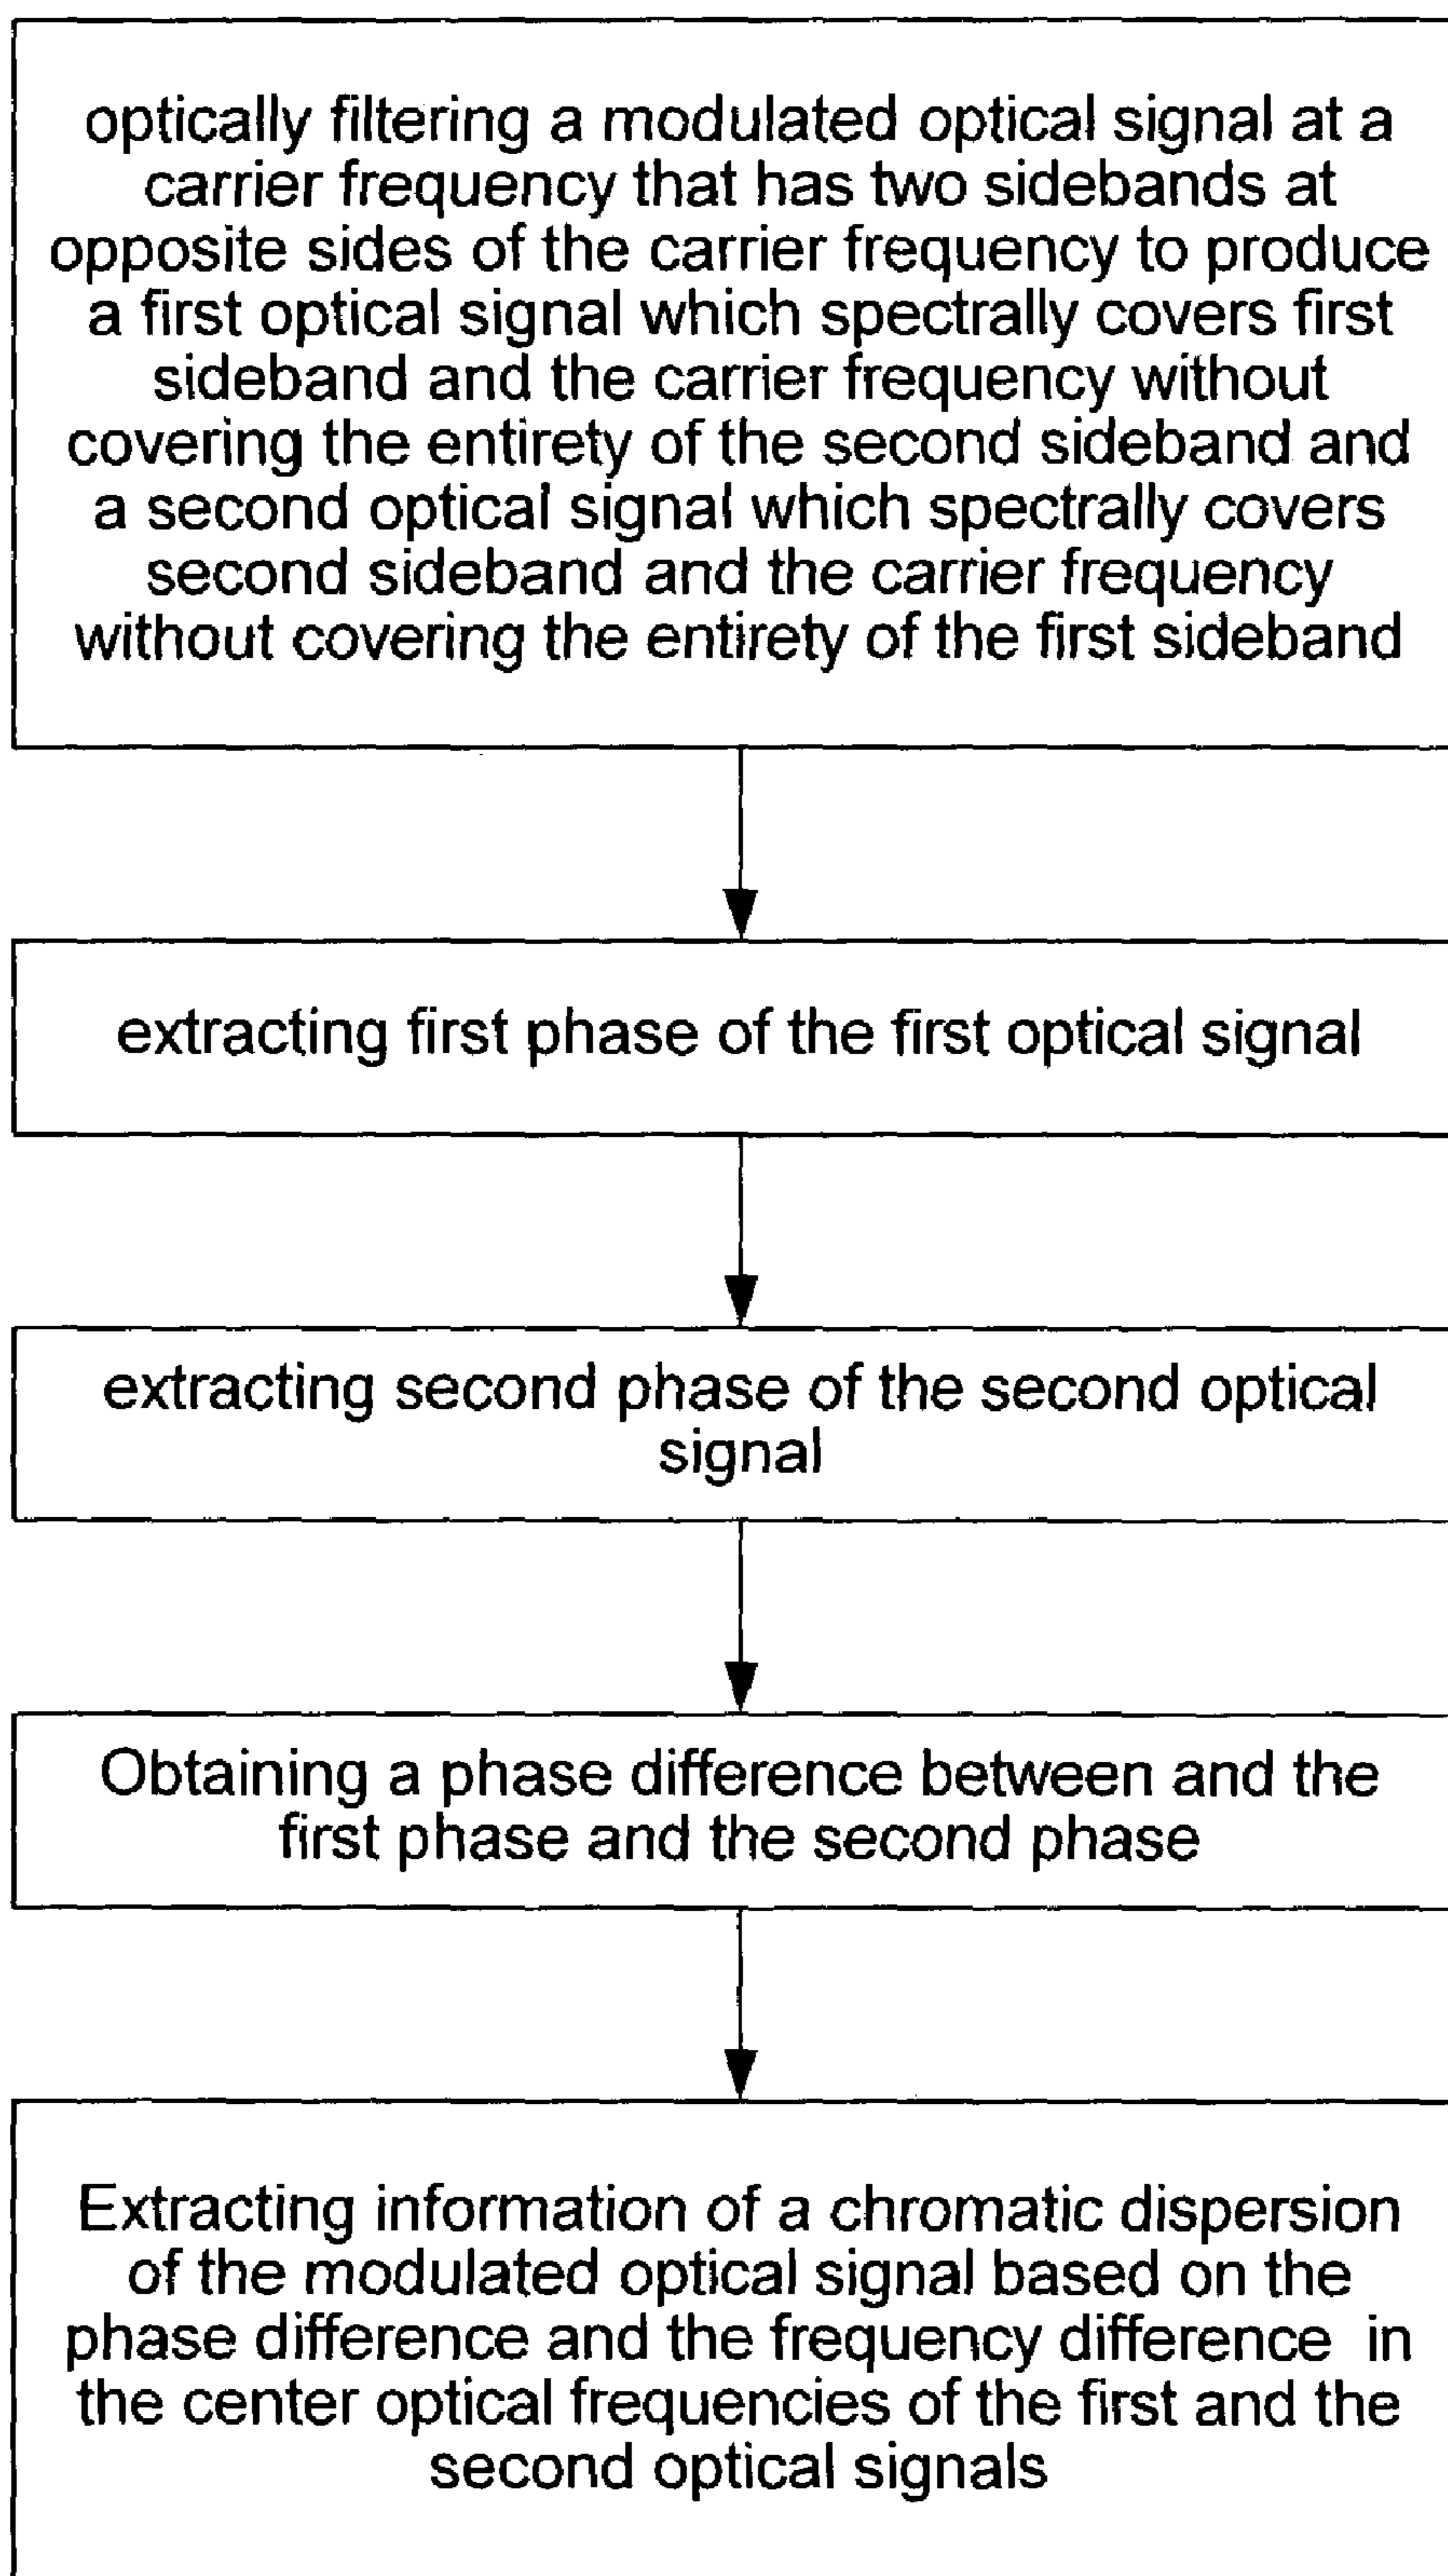 optically filtering a modulated optical signal at a
carrier frequency that has two sidebands at
opposite sides of the carrier frequency to produce
a first optical signal which spectrally covers first
sideband and the carrier frequency without
covering the entirety of the second sideband and
a second optical signal which spectrally covers
second sideband and the carrier frequency
without covering the entirety of the first sideband
extracting first phase of the first optical signal
extracting second phase of the second optical
signal
Obtaining a phase difference between and the
first phase and the second phase
Extracting information of a chromatic dispersion
of the modulated optical signal based on the
phase difference and the frequency difference in
the center optical frequencies of the first and the
second optical signals